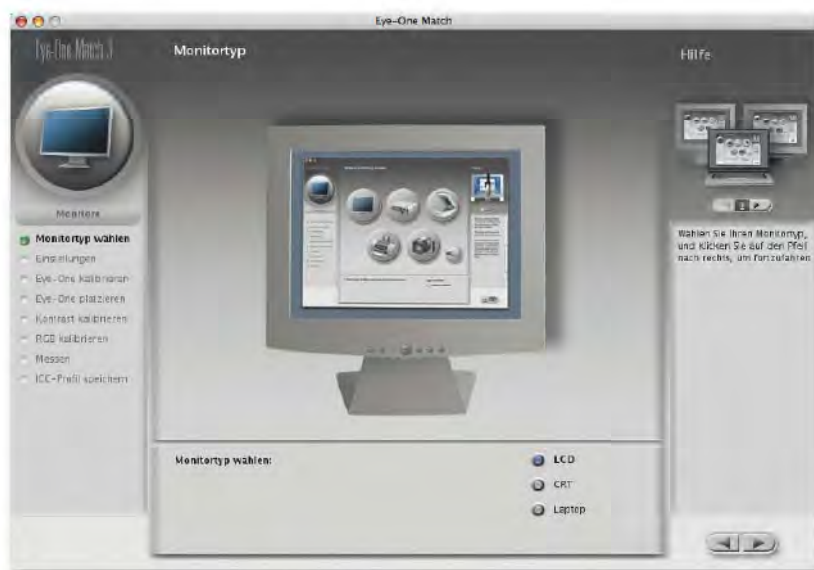 Eye-One Match
Eye-One Match 3
Monitortyp
Hilfe
Monitore
Monitortyp wählen
Einstellungen
Eye-One kalibrieren
Eye-One platzieren
Kontrast kalibrieren
RGB kalibrieren
Messen
ICC-Profil speichern
Wählen Sie Ihren Monitortyp,
und klicken Sie auf den Pfeil
nach rechts, um fortzufahren
Monitortyp wählen:
LCD
CRT
Laptop